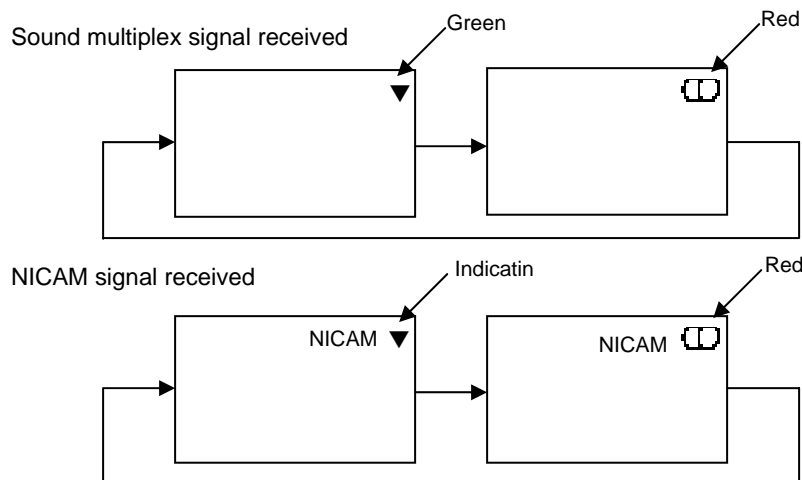 Green
Red
Sound multiplex signal received
NICAM signal received
Indicatin
Red
NICAM
NICAM